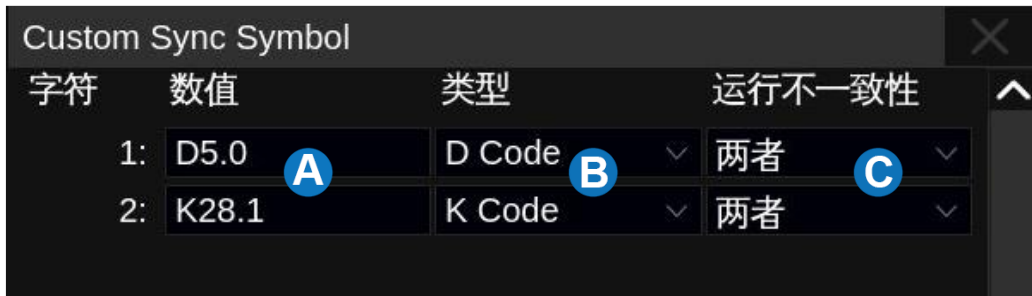 Custom Sync Symbol
字符 数值 类型 运行不一致性
1: D5.0 A D Code B 两者 C
2: K28.1 K Code 两者